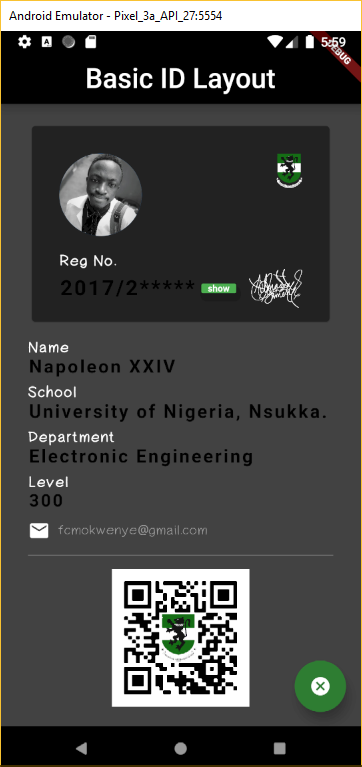 Android Emulator - Pixel_3a_API_27:5554
5:59
DEBUG
Basic ID Layout
Reg No.
2017/2*****
show
Name
Napoleon XXIV
School
University of Nigeria, Nsukka.
Department
Electronic Engineering
Level
300
fcmokwenye@gmail.com